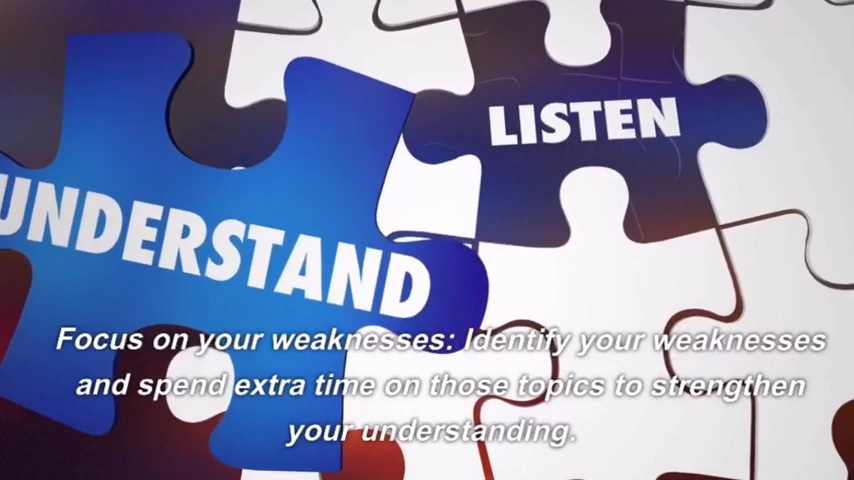 LISTEN
UNDERSTAND
Focus on your weaknesses: Identify your weaknesses
and spend extra time on those topics to strengthen
your understanding.